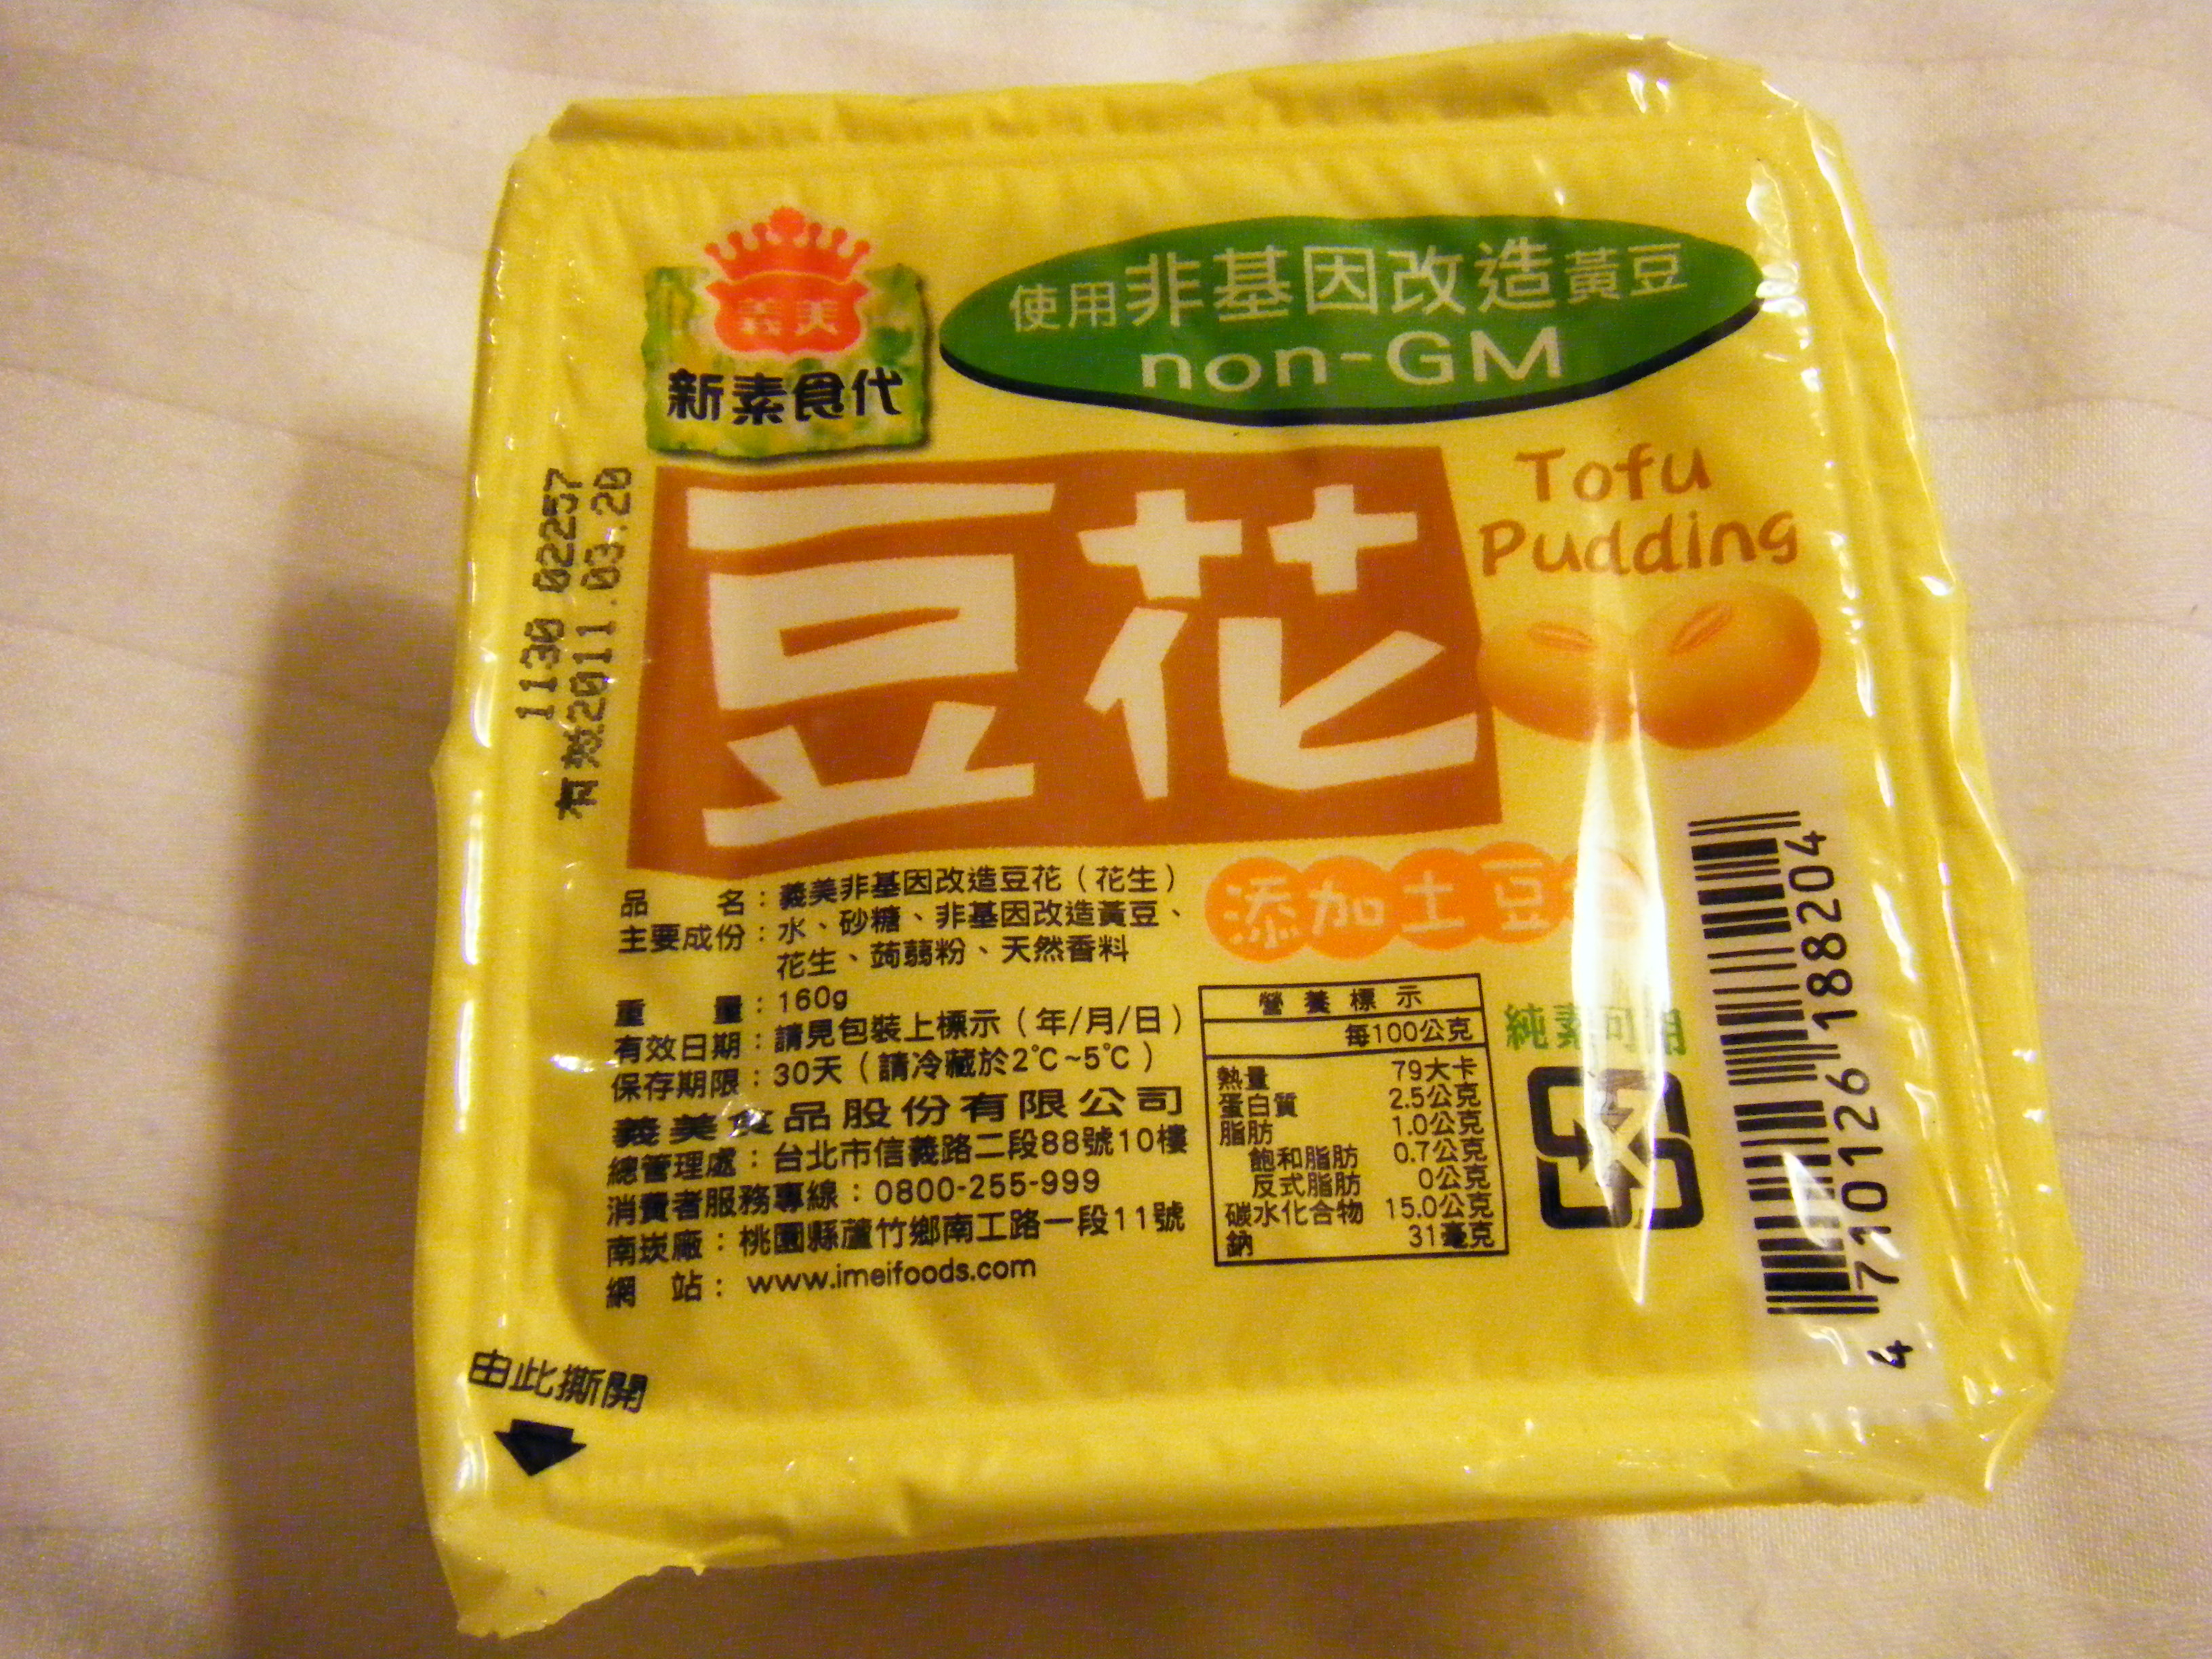 義美
新素食代
使用非基因改造黃豆
non-GM
1130 02257
有效2011.03.20
豆花
Tofu
Pudding
添加土豆
品　　名：義美非基因改造豆花（花生）
主要成份：水、砂糖、非基因改造黃豆、
花生、蒟蒻粉、天然香料
重　　量：160g
有效日期：請見包裝上標示（年/月/日）
保存期限：30天（請冷藏於2℃~5℃）
義美食品股份有限公司
總管理處：台北市信義路二段88號10樓
消費者服務專線：0800-255-999
南崁廠：桃園縣蘆竹鄉南工路一段11號
網　站：www.imeifoods.com
營養標示
每100公克
熱量 79大卡
蛋白質 2.5公克
脂肪 1.0公克
飽和脂肪 0.7公克
反式脂肪 0公克
碳水化合物 15.0公克
鈉 31毫克
純素可用
4 710126 188204
由此撕開